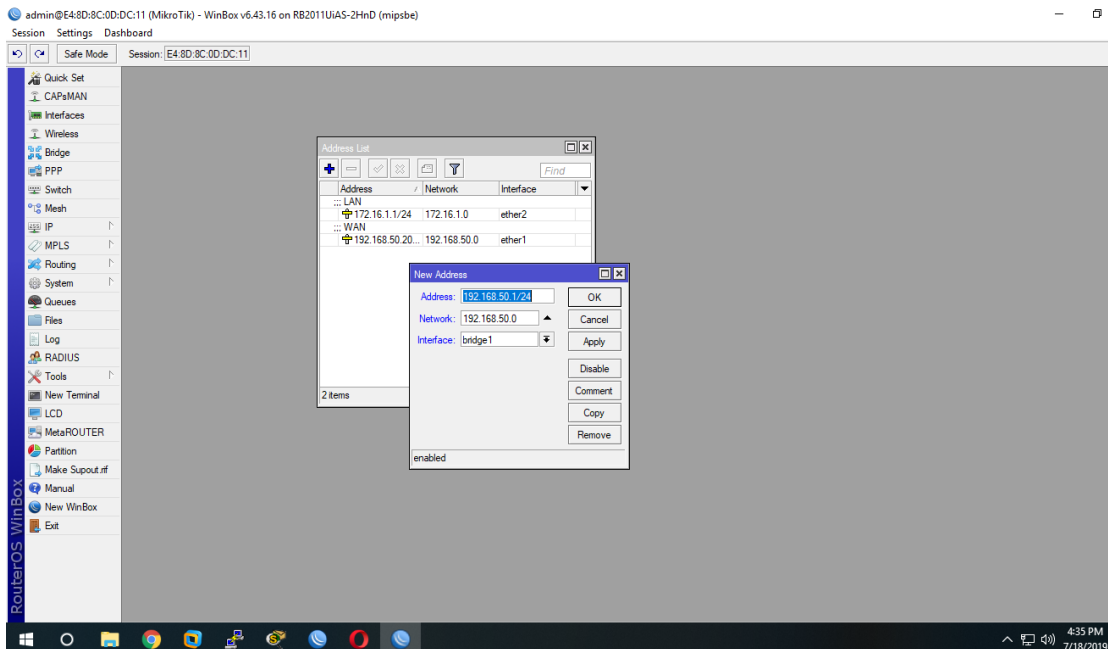 admin@E4:8D:8C:0D:DC:11 (MikroTik) - WinBox v6.43.16 on RB2011UiAS-2HnD (mipsbe)
Session Settings Dashboard
Safe Mode Session: E4:8D:8C:0D:DC:11
Quick Set
CAPsMAN
Interfaces
Wireless
Bridge
PPP
Switch
Mesh
IP
MPLS
Routing
System
Queues
Files
Log
RADIUS
Tools
New Terminal
LCD
MetaROUTER
Partition
Make Supout.rif
Manual
New WinBox
Exit
RouterOS WinBox
Address List
Find
Address Network Interface
::: LAN
172.16.1.1/24 172.16.1.0 ether2
::: WAN
192.168.50.20... 192.168.50.0 ether1
2 items
New Address
Address: 192.168.50.1/24 OK
Network: 192.168.50.0 Cancel
Interface: bridge1 Apply
Disable
Comment
Copy
Remove
enabled
4:35 PM
7/18/2019